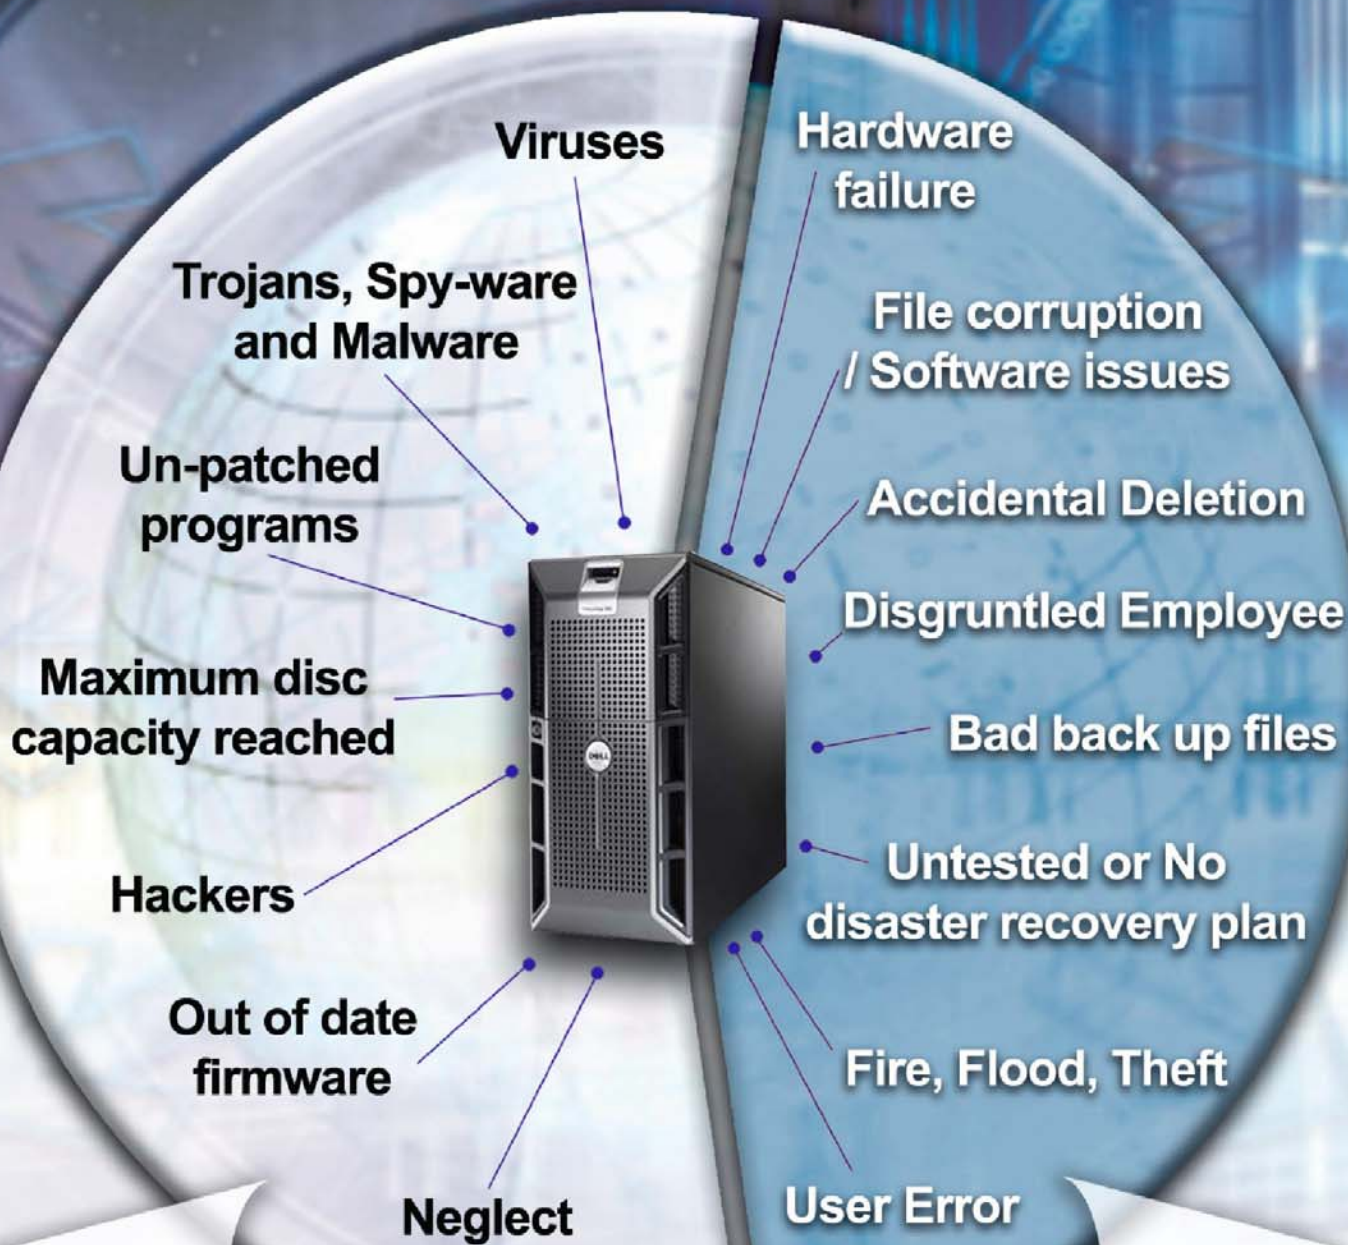 Viruses
Trojans, Spy-ware
and Malware
Un-patched
programs
Maximum disc
capacity reached
Hackers
Out of date
firmware
Neglect
Hardware
failure
File corruption
/ Software issues
Accidental Deletion
Disgruntled Employee
Bad back up files
Untested or No
disaster recovery plan
Fire, Flood, Theft
User Error
DELL